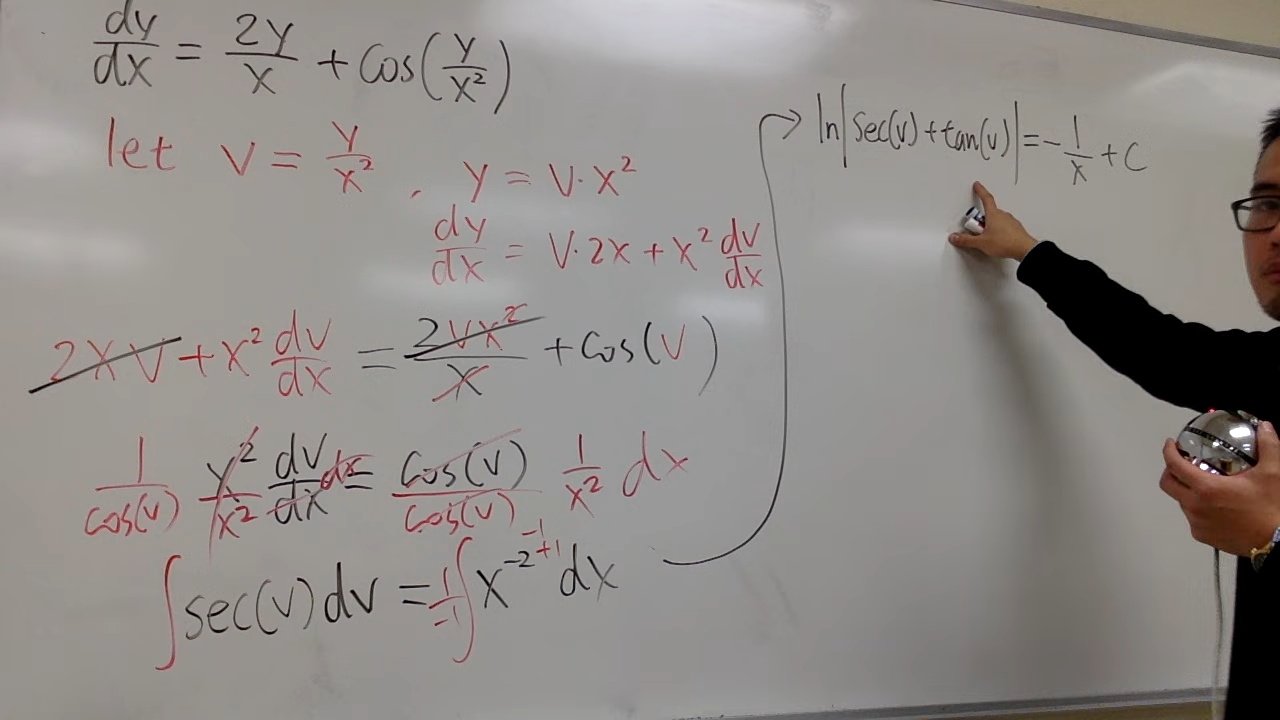 dy/dx = 2y/x + cos(y/x²)
let v = y/x² , y = v·x²
dy/dx = v·2x + x² dv/dx
2xv + x² dv/dx = 2vx²/x + cos(v)
1/cos(v) x²/x² dv/dx dx = cos(v)/cos(v) 1/x² dx
∫sec(v)dv = 1/-1 ∫x⁻²⁺¹ ⁻¹ dx
→ ln|sec(v)+tan(v)| = -1/x + C